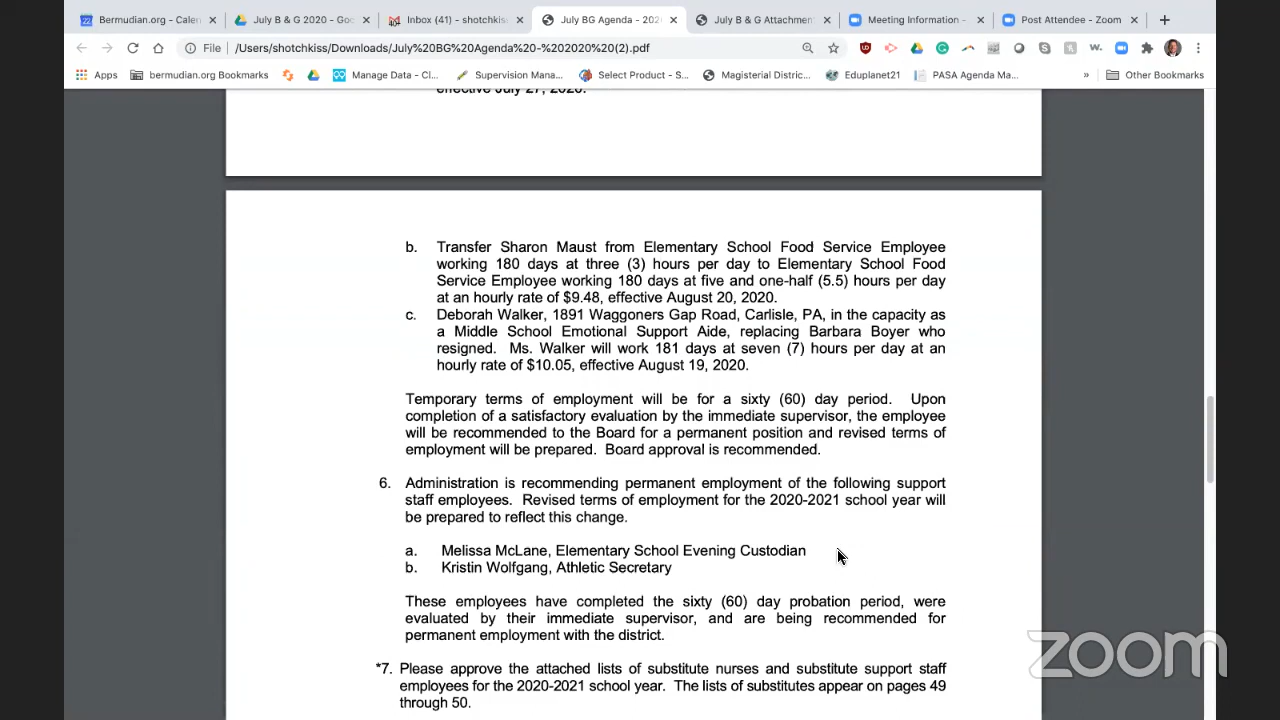 Bermudian.org - Calen
July B & G 2020 - Goo
Inbox (41) - shotchkiss
July BG Agenda - 202
July B & G Attachmen
Meeting Information -
Post Attendee - Zoom
File
/Users/shotchkiss/Downloads/July%20BG%20Agenda%20-%202020%20(2).pdf
Apps
bermudian.org Bookmarks
Manage Data - Cl...
Supervision Mana...
Select Product - S...
Magisterial Distric...
Eduplanet21
PASA Agenda Ma...
»
Other Bookmarks
effective July 27, 2020.
b. Transfer Sharon Maust from Elementary School Food Service Employee
working 180 days at three (3) hours per day to Elementary School Food
Service Employee working 180 days at five and one-half (5.5) hours per day
at an hourly rate of $9.48, effective August 20, 2020.
c. Deborah Walker, 1891 Waggoners Gap Road, Carlisle, PA, in the capacity as
a Middle School Emotional Support Aide, replacing Barbara Boyer who
resigned. Ms. Walker will work 181 days at seven (7) hours per day at an
hourly rate of $10.05, effective August 19, 2020.
Temporary terms of employment will be for a sixty (60) day period. Upon
completion of a satisfactory evaluation by the immediate supervisor, the employee
will be recommended to the Board for a permanent position and revised terms of
employment will be prepared. Board approval is recommended.
6. Administration is recommending permanent employment of the following support
staff employees. Revised terms of employment for the 2020-2021 school year will
be prepared to reflect this change.
a. Melissa McLane, Elementary School Evening Custodian
b. Kristin Wolfgang, Athletic Secretary
These employees have completed the sixty (60) day probation period, were
evaluated by their immediate supervisor, and are being recommended for
permanent employment with the district.
*7. Please approve the attached lists of substitute nurses and substitute support staff
employees for the 2020-2021 school year. The lists of substitutes appear on pages 49
through 50.
zoom